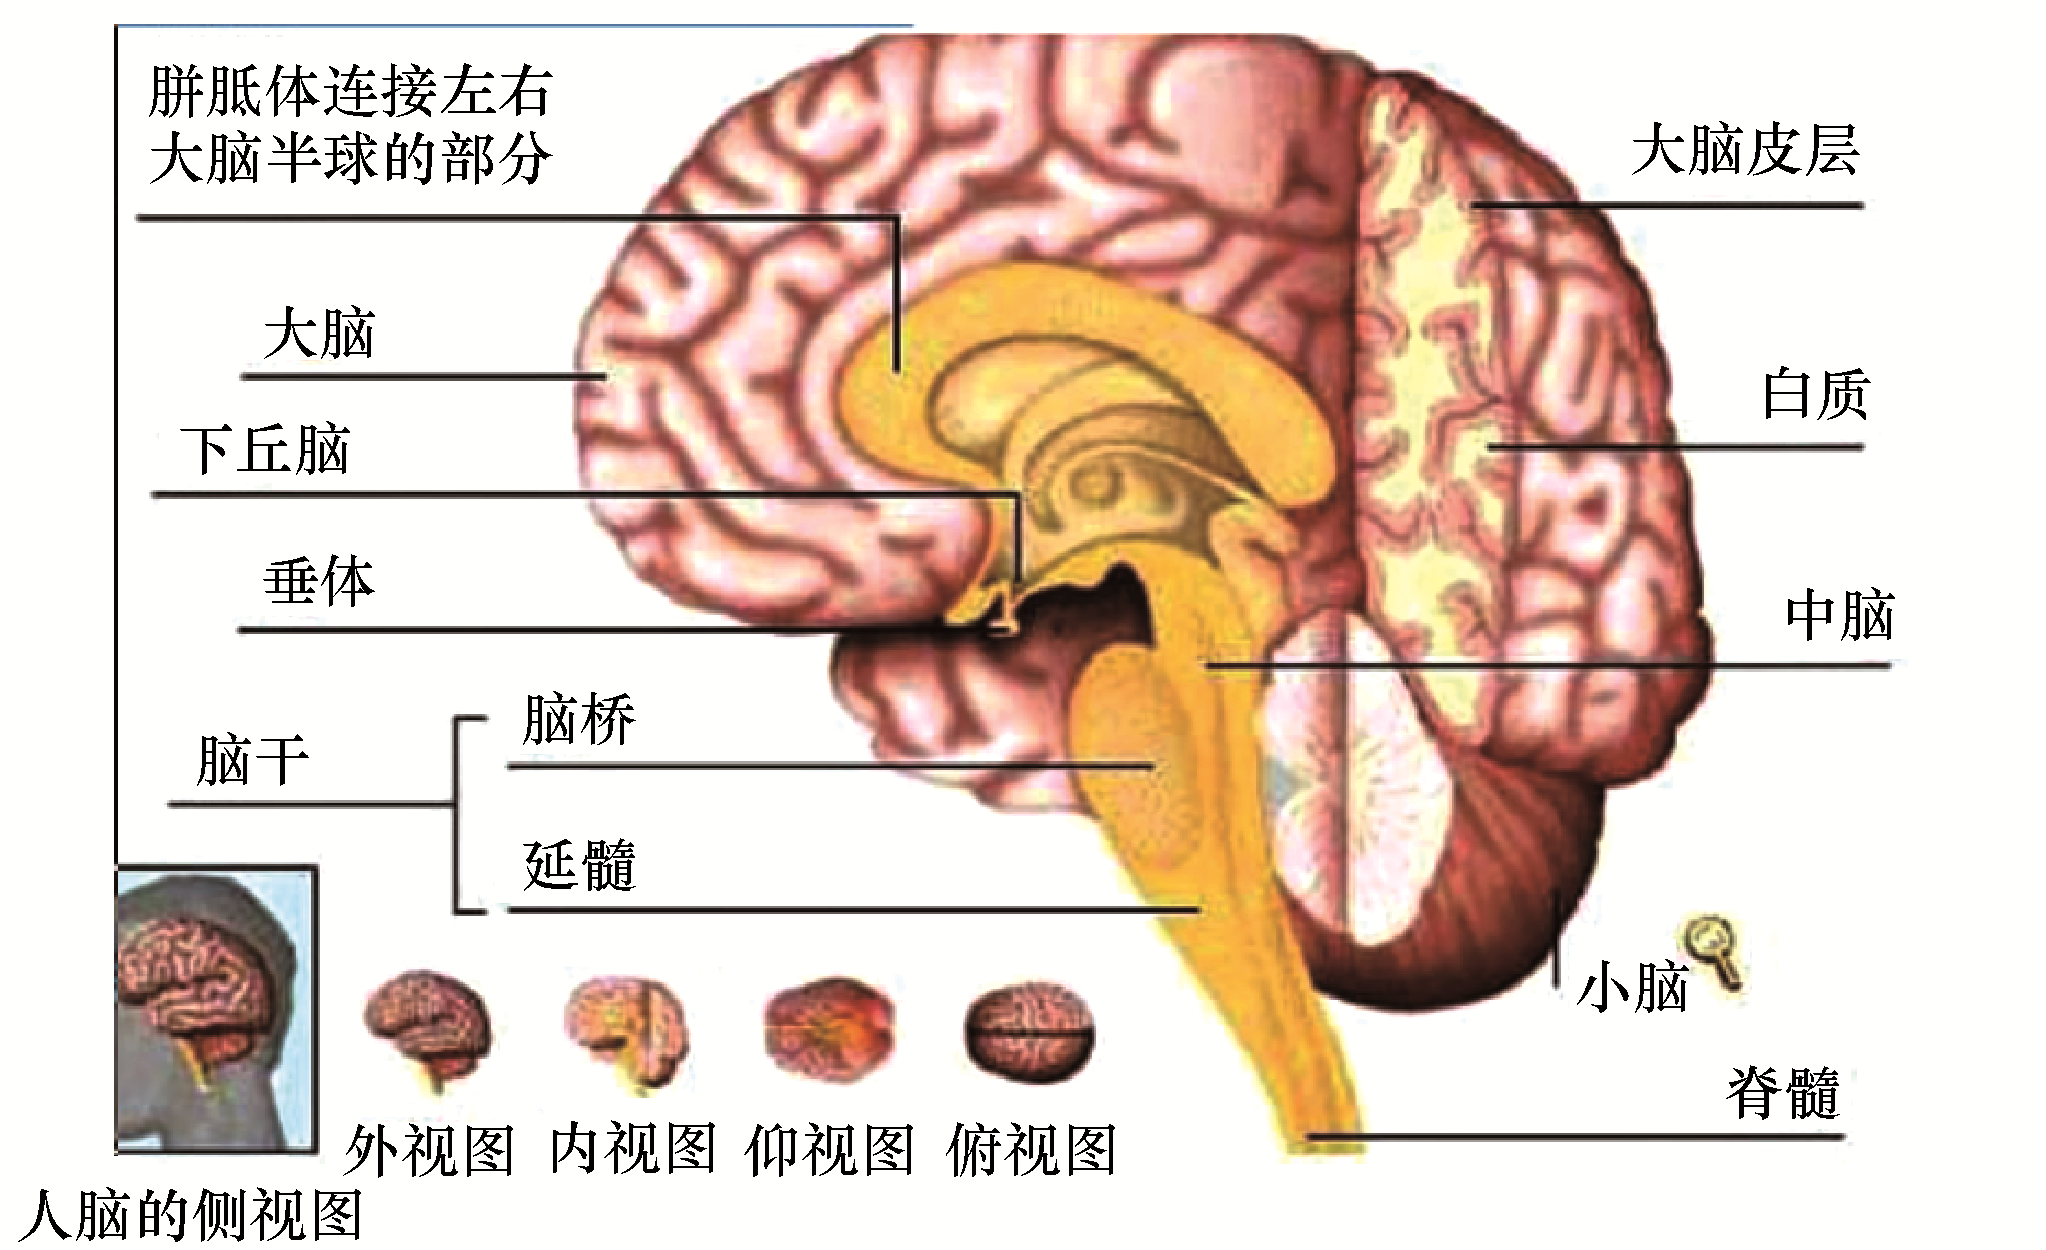 胼胝体连接左右
大脑半球的部分
大脑
下丘脑
垂体
脑干
脑桥
延髓
大脑皮层
白质
中脑
小脑
脊髓
外视图
内视图
仰视图
俯视图
人脑的侧视图